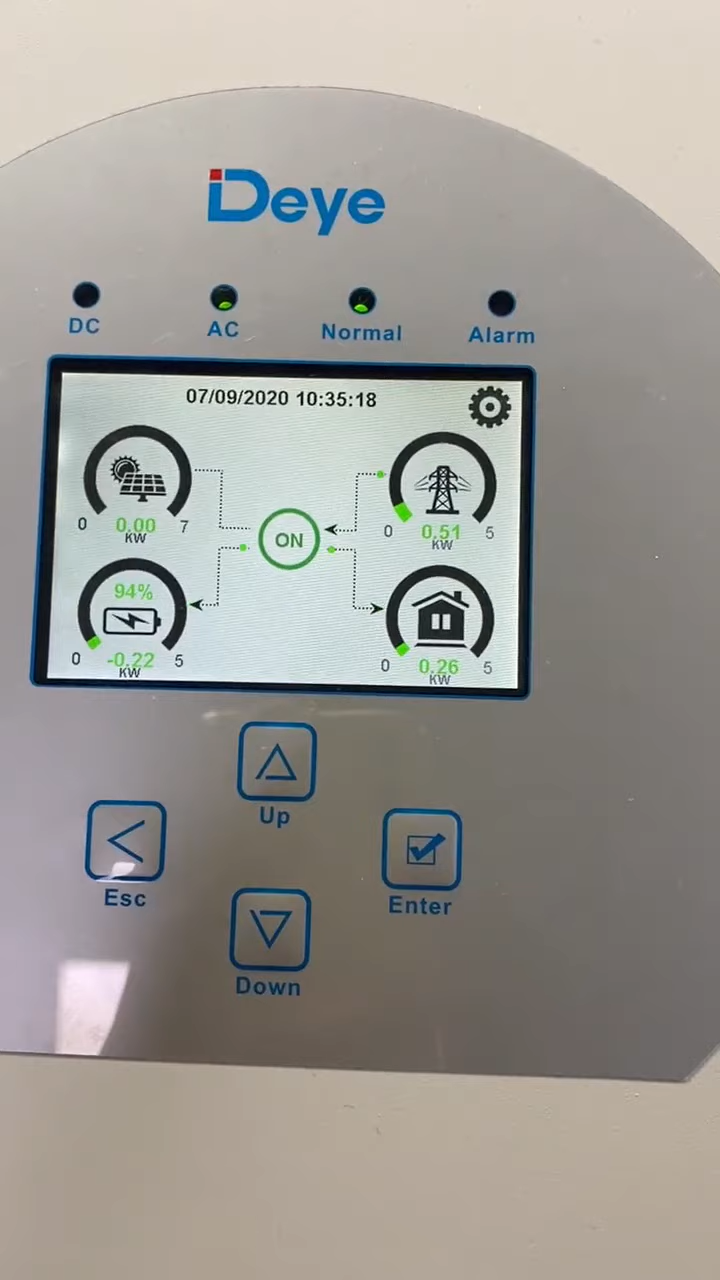 Deye
DC AC Normal Alarm
07/09/2020 10:35:18
0 0.00 7
KW
ON
0 0.51 5
KW
94%
0 -0.22 5
KW
0 0.26 5
KW
Up
Esc
Enter
Down